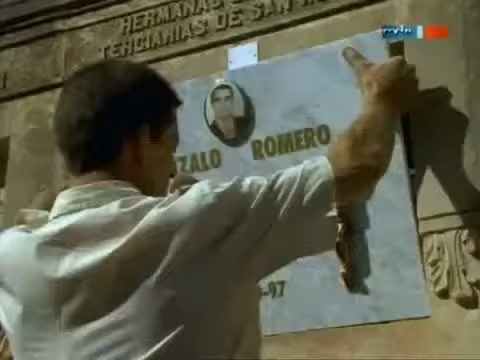 HERMANAS
TERCIARIAS DE SAN
mdr
ZALO ROMERO
-97